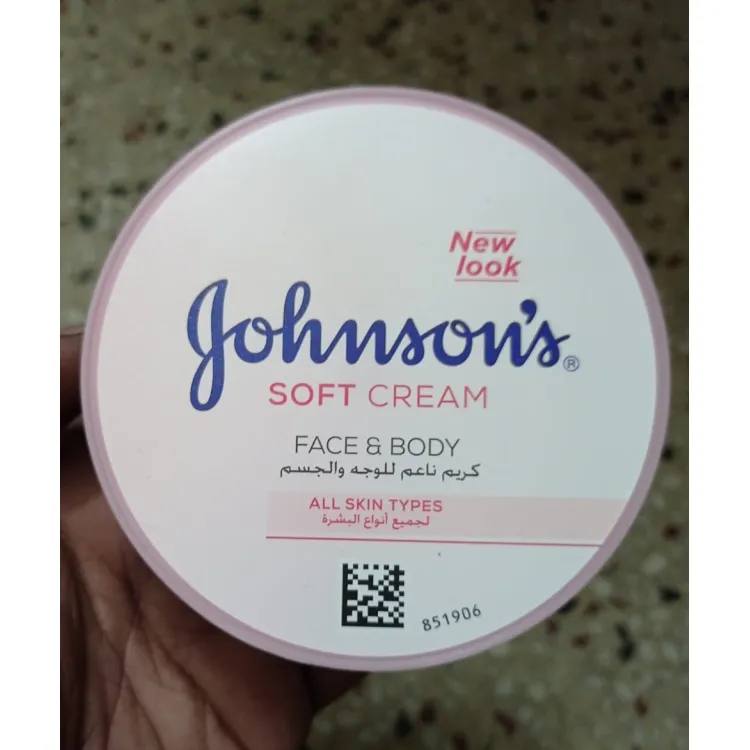 New
look
Johnson's®
SOFT CREAM
FACE & BODY
كريم ناعم للوجه والجسم
ALL SKIN TYPES
لجميع أنواع البشرة
851906